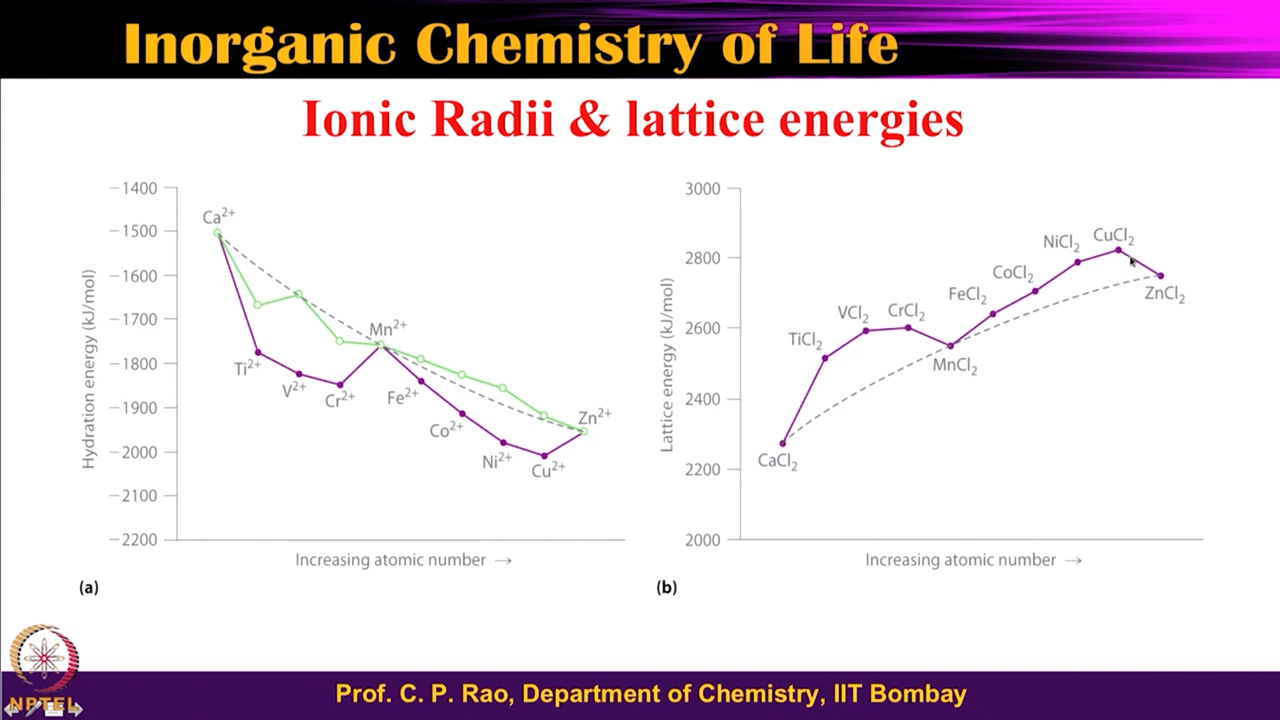 Inorganic Chemistry of Life
Ionic Radii & lattice energies
−1400
−1500
−1600
−1700
−1800
−1900
−2000
−2100
−2200
Hydration energy (kJ/mol)
Ca²⁺
Ti²⁺
V²⁺
Cr²⁺
Mn²⁺
Fe²⁺
Co²⁺
Ni²⁺
Cu²⁺
Zn²⁺
Increasing atomic number →
(a)
3000
2800
2600
2400
2200
2000
Lattice energy (kJ/mol)
CaCl₂
TiCl₂
VCl₂
CrCl₂
MnCl₂
FeCl₂
CoCl₂
NiCl₂
CuCl₂
ZnCl₂
Increasing atomic number →
(b)
NPTEL
Prof. C. P. Rao, Department of Chemistry, IIT Bombay